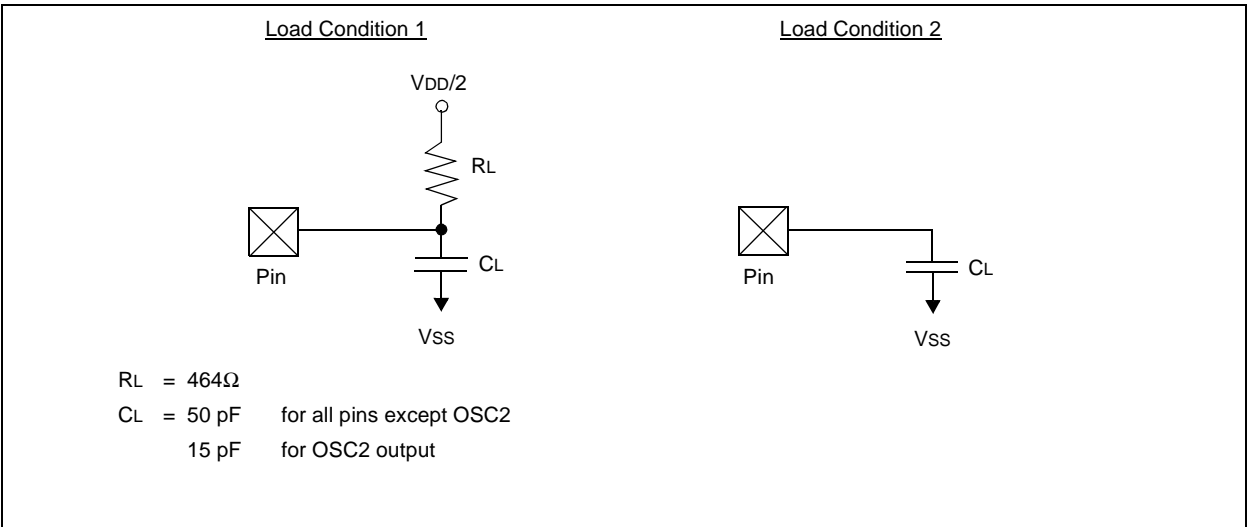 Load Condition 1
VDD/2
RL
Pin
CL
VSS
Load Condition 2
Pin
CL
VSS
RL = 464Ω
CL = 50 pF for all pins except OSC2
15 pF for OSC2 output